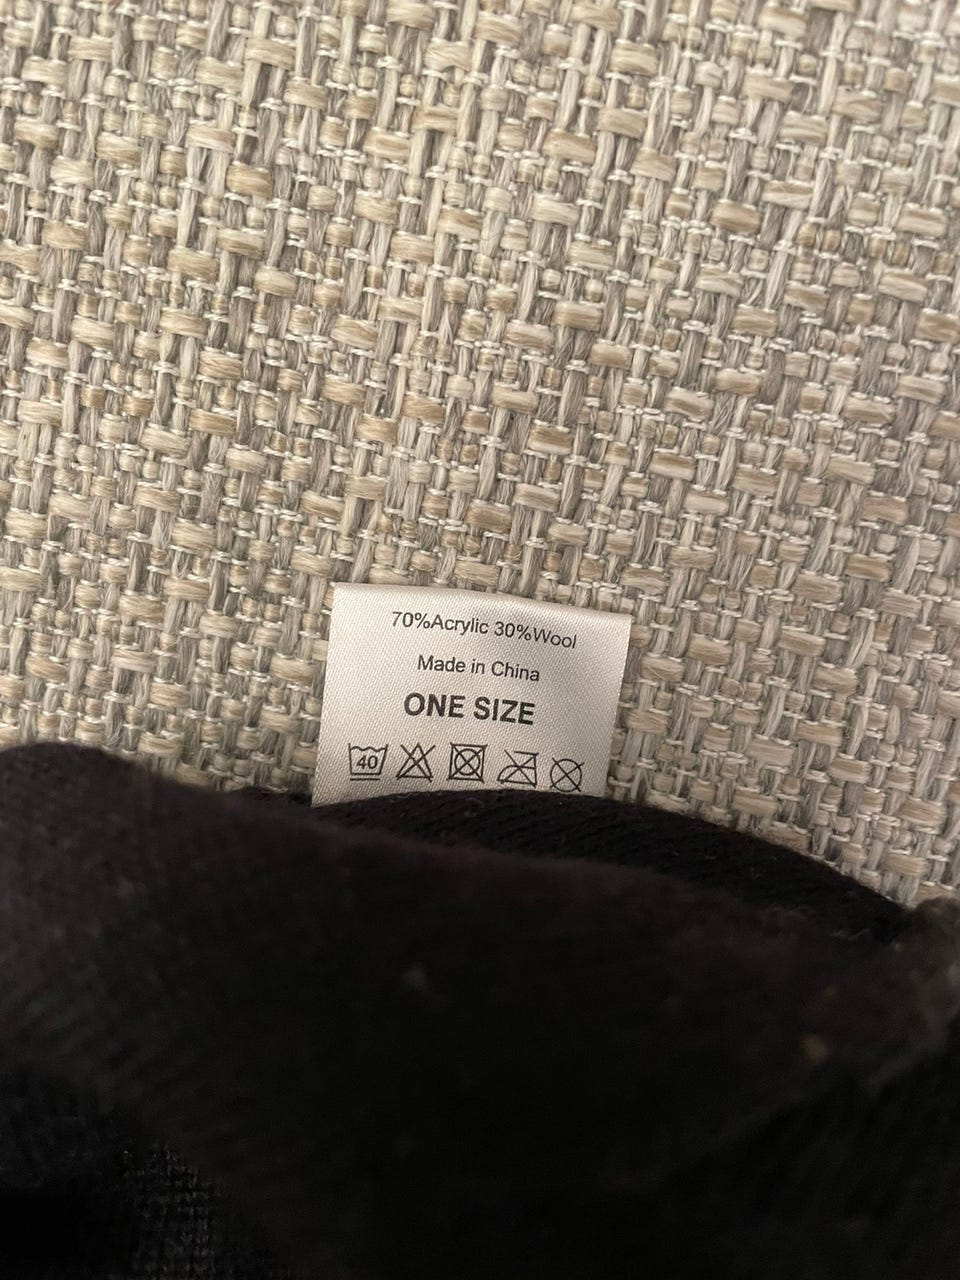 70%Acrylic 30%Wool
Made in China
ONE SIZE
40